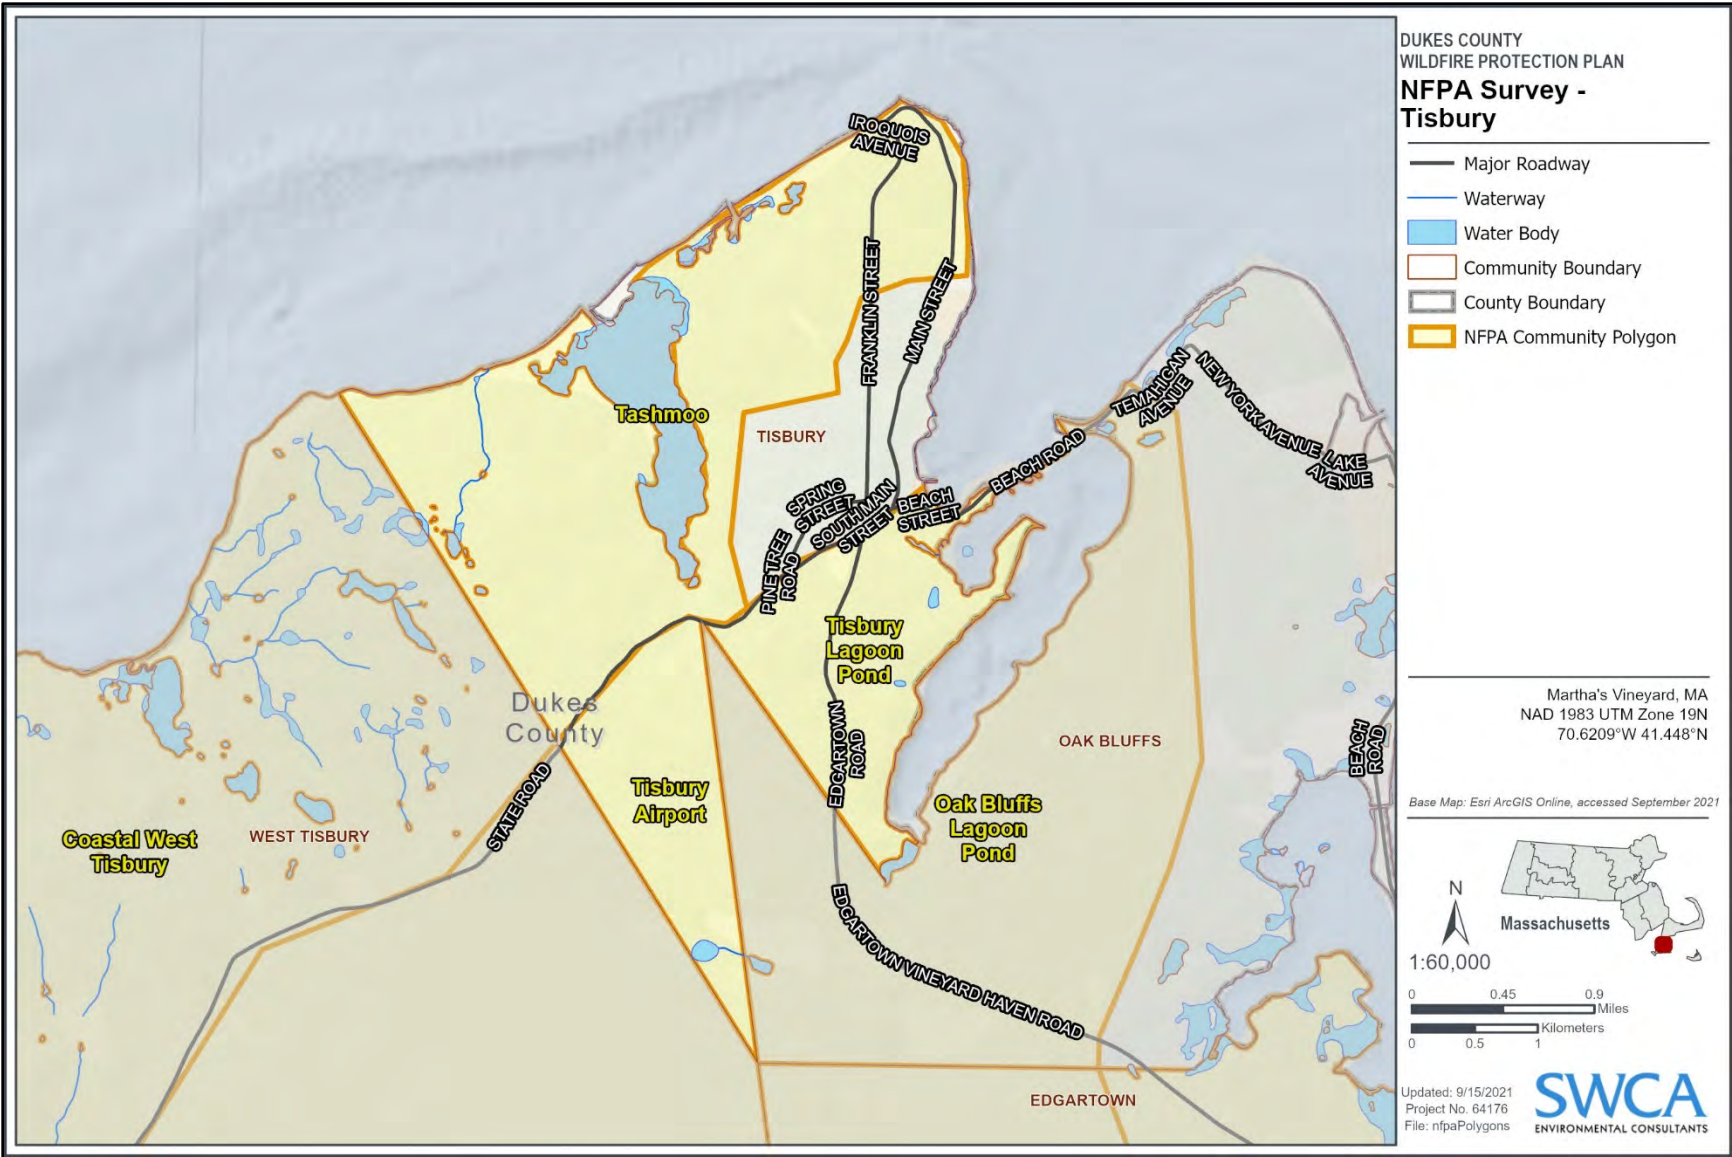 DUKES COUNTY
WILDFIRE PROTECTION PLAN
NFPA Survey -
Tisbury
Major Roadway
Waterway
Water Body
Community Boundary
County Boundary
NFPA Community Polygon
IROQUOIS
AVENUE
FRANKLIN STREET
MAIN STREET
TEMAHIGAN
AVENUE
NEW YORK AVENUE
LAKE
AVENUE
Tashmoo
TISBURY
BEACH ROAD
SPRING
STREET
SOUTH MAIN
STREET
BEACH
STREET
PINE TREE
ROAD
Tisbury
Lagoon
Pond
Dukes
County
EDGARTOWN
ROAD
OAK BLUFFS
BEACH
ROAD
Tisbury
Airport
Oak Bluffs
Lagoon
Pond
STATE ROAD
Coastal West
Tisbury
WEST TISBURY
EDGARTOWN VINEYARD HAVEN ROAD
EDGARTOWN
Martha's Vineyard, MA
NAD 1983 UTM Zone 19N
70.6209°W 41.448°N
Base Map: Esri ArcGIS Online, accessed September 2021
N
1:60,000
Massachusetts
0 0.45 0.9
Miles
Kilometers
0 0.5 1
Updated: 9/15/2021
Project No. 64176
File: nfpaPolygons
SWCA
ENVIRONMENTAL CONSULTANTS